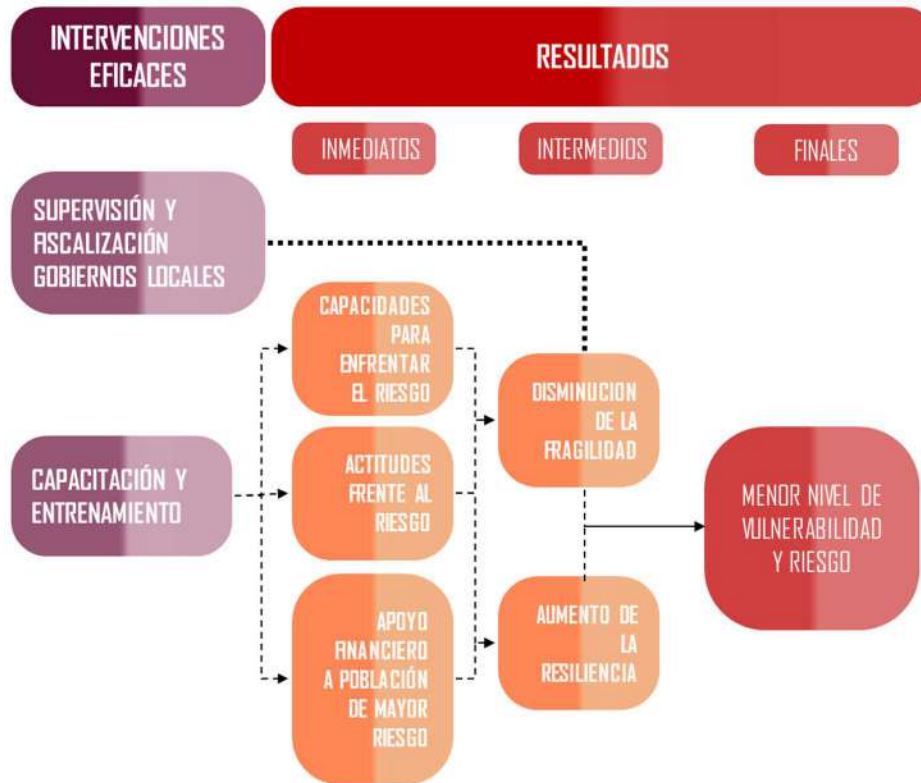 INTERVENCIONES
EFICACES
RESULTADOS
INMEDIATOS
INTERMEDIOS
FINALES
SUPERVISIÓN Y
FISCALIZACIÓN
GOBIERNOS LOCALES
CAPACIDADES
PARA
ENFRENTAR
EL RIESGO
DISMINUCION
DE LA
FRAGILIDAD
CAPACITACIÓN Y
ENTRENAMIENTO
ACTITUDES
FRENTE AL
RIESGO
MENOR NIVEL DE
VULNERABILIDAD
Y RIESGO
APOYO
FINANCIERO
A POBLACIÓN
DE MAYOR
RIESGO
AUMENTO DE
LA
RESILIENCIA